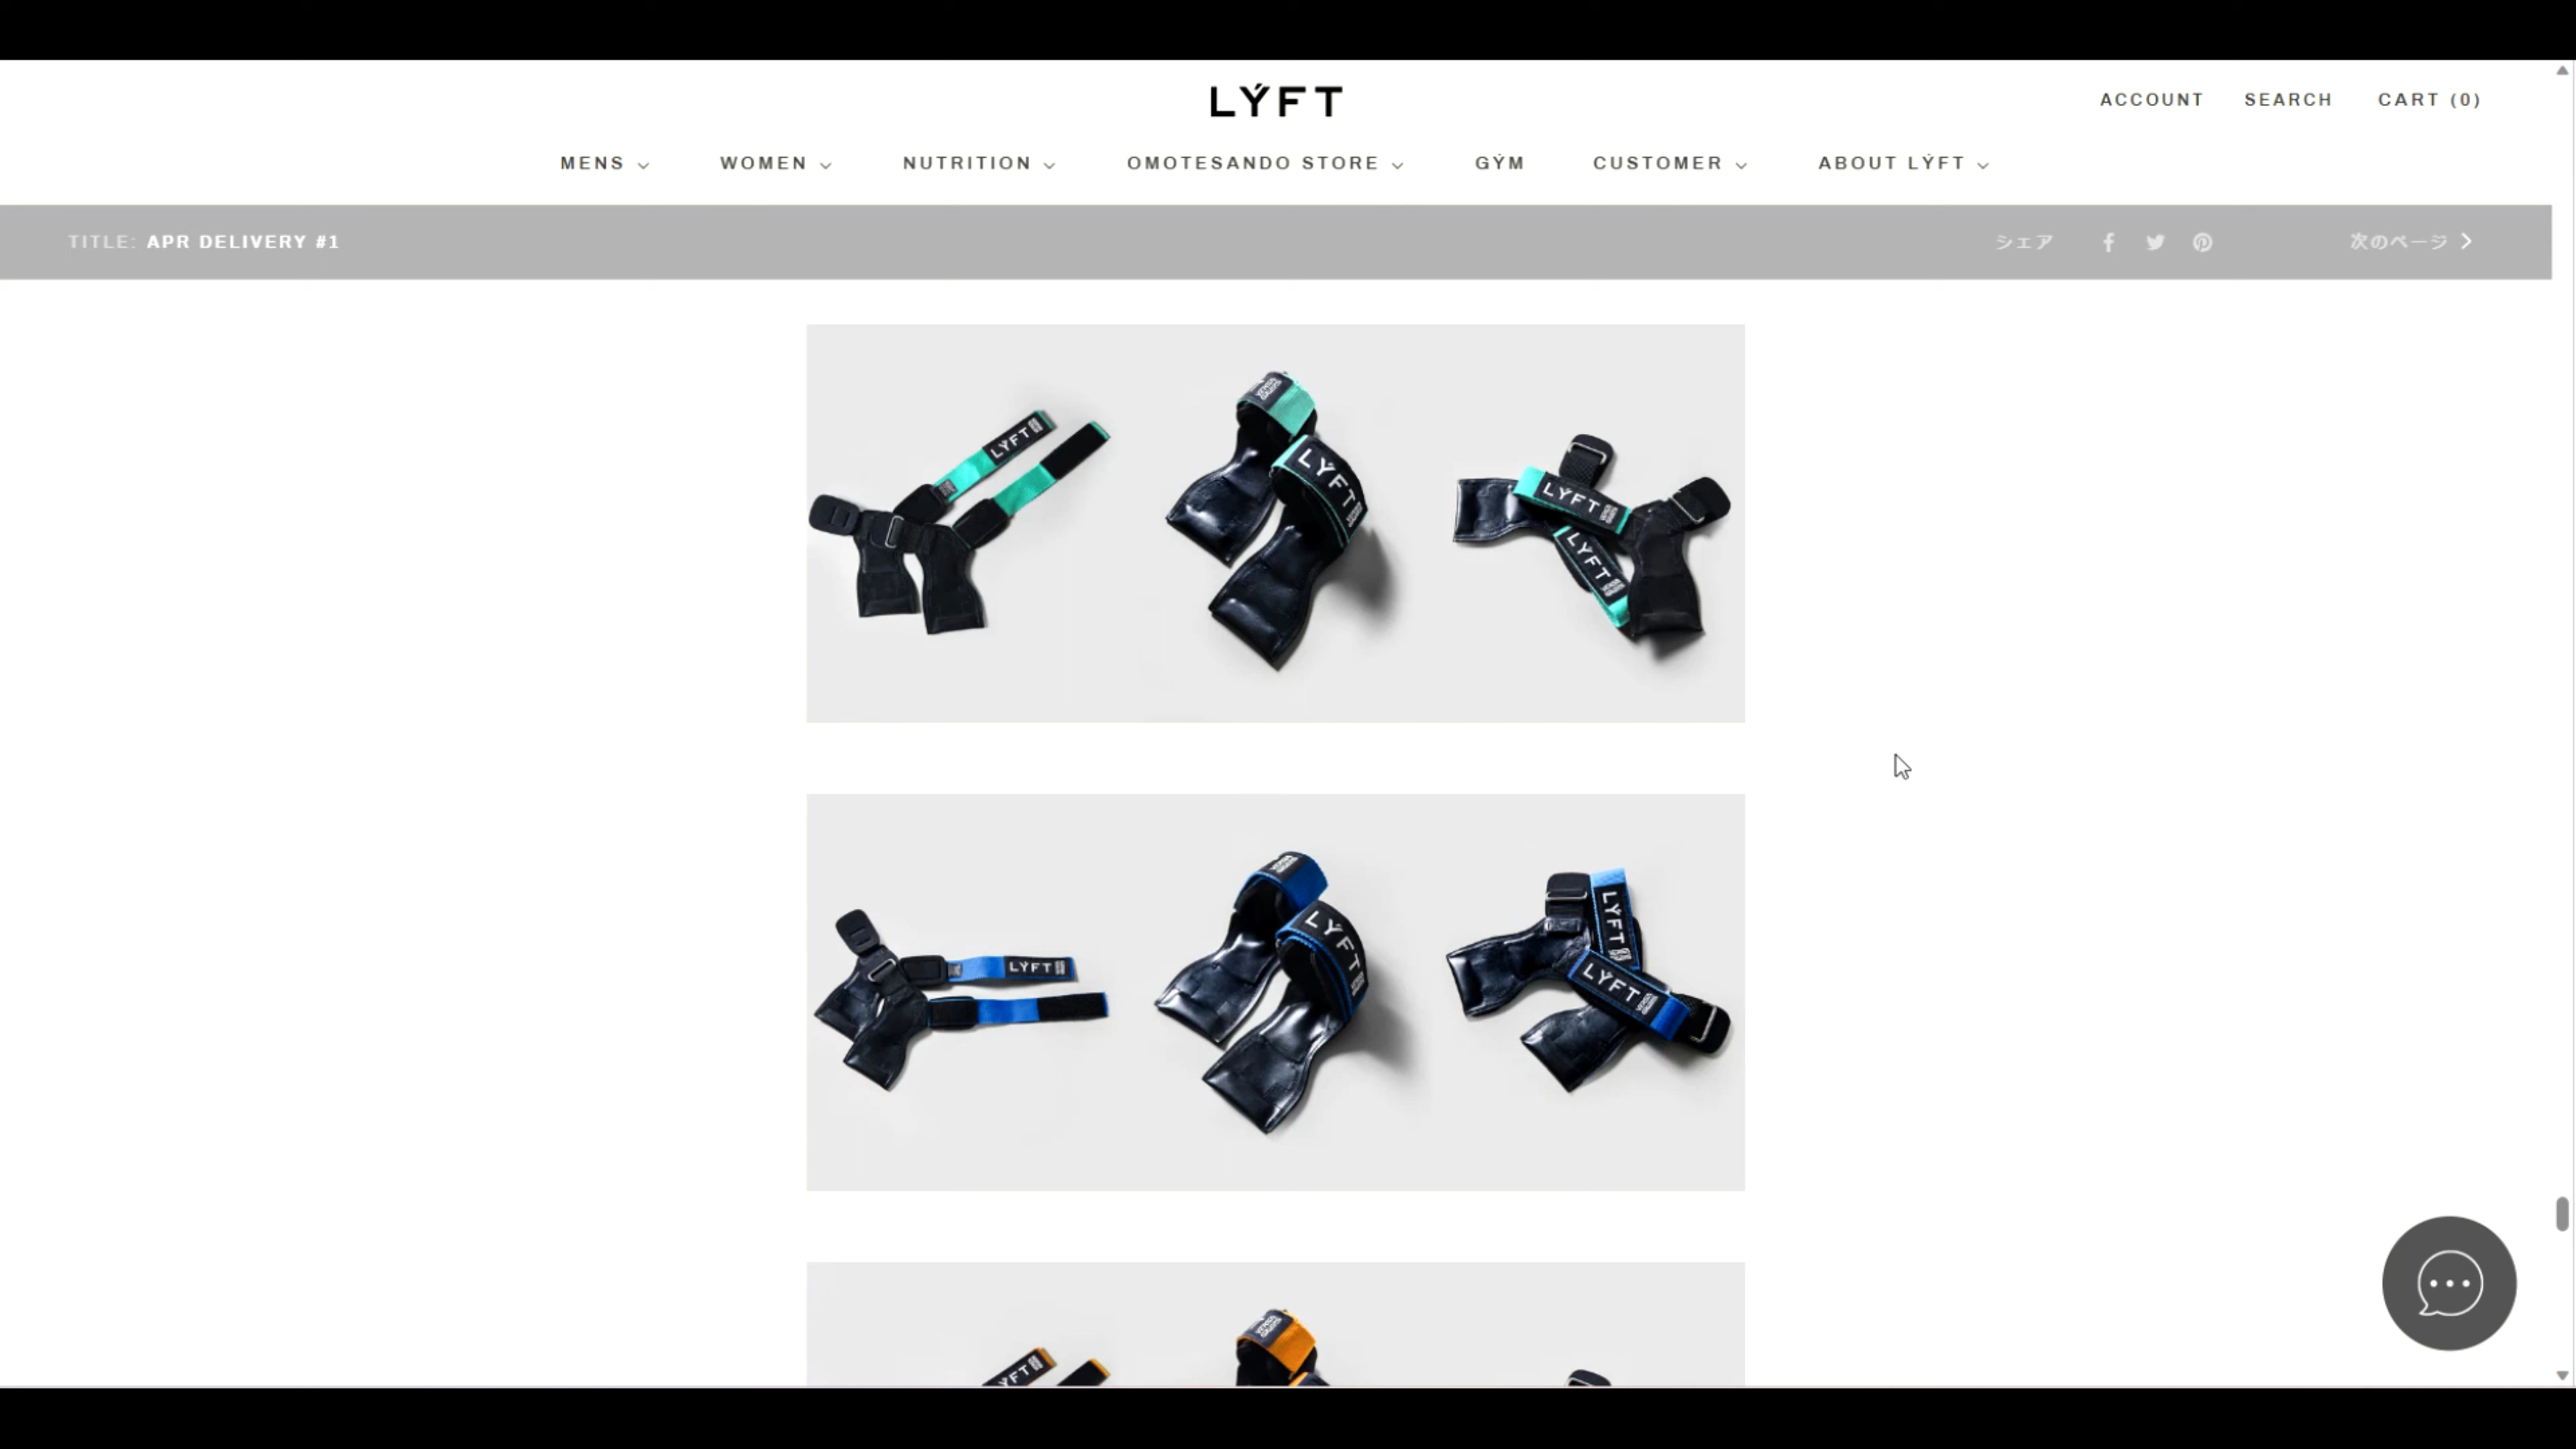 LÝFT
ACCOUNT SEARCH CART (0)
MENS WOMEN NUTRITION OMOTESANDO STORE GÝM CUSTOMER ABOUT LÝFT
TITLE: APR DELIVERY #1 シェア 次のページ
LÝFT
LÝFT
LÝFT
LÝFT
LÝFT
LÝFT
LÝFT
LÝFT